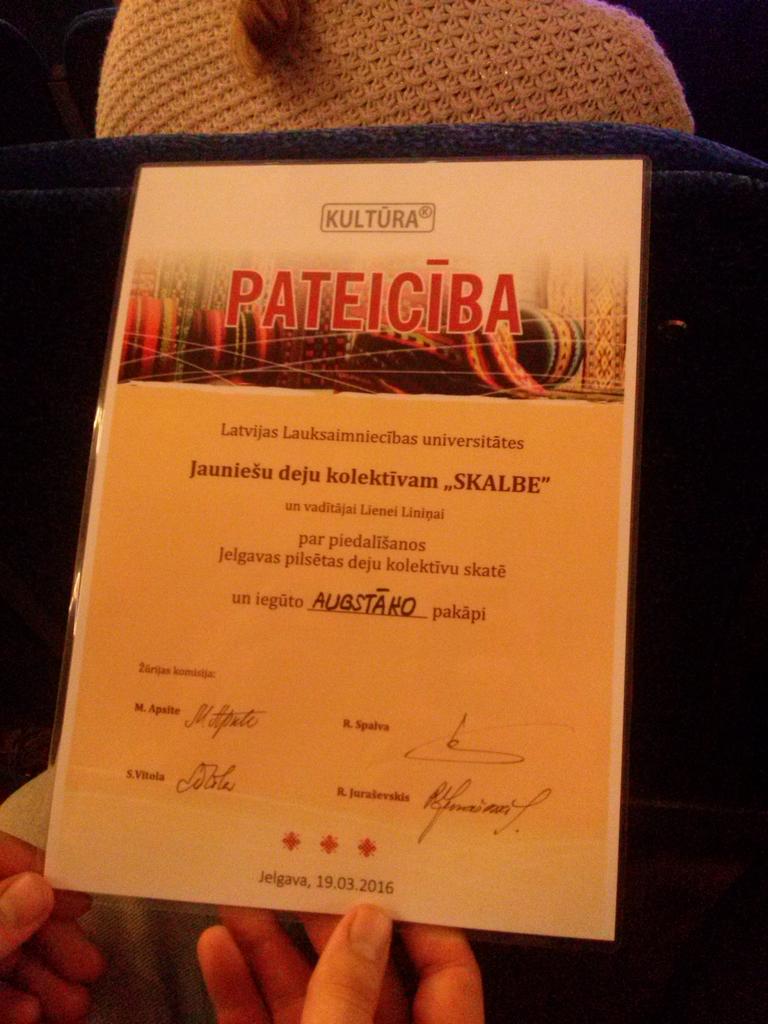 KULTŪRA®
PATEICĪBA
Latvijas Lauksaimniecības universitātes
Jauniešu deju kolektīvam „SKALBE”
un vadītājai Lienei Liniņai
par piedalīšanos
Jelgavas pilsētas deju kolektīvu skatē
un iegūto AUGSTĀKO pakāpi
Žūrijas komisija:
M. Apsīte
R. Spalva
S.Vītola
R. Juraševskis
Jelgava, 19.03.2016